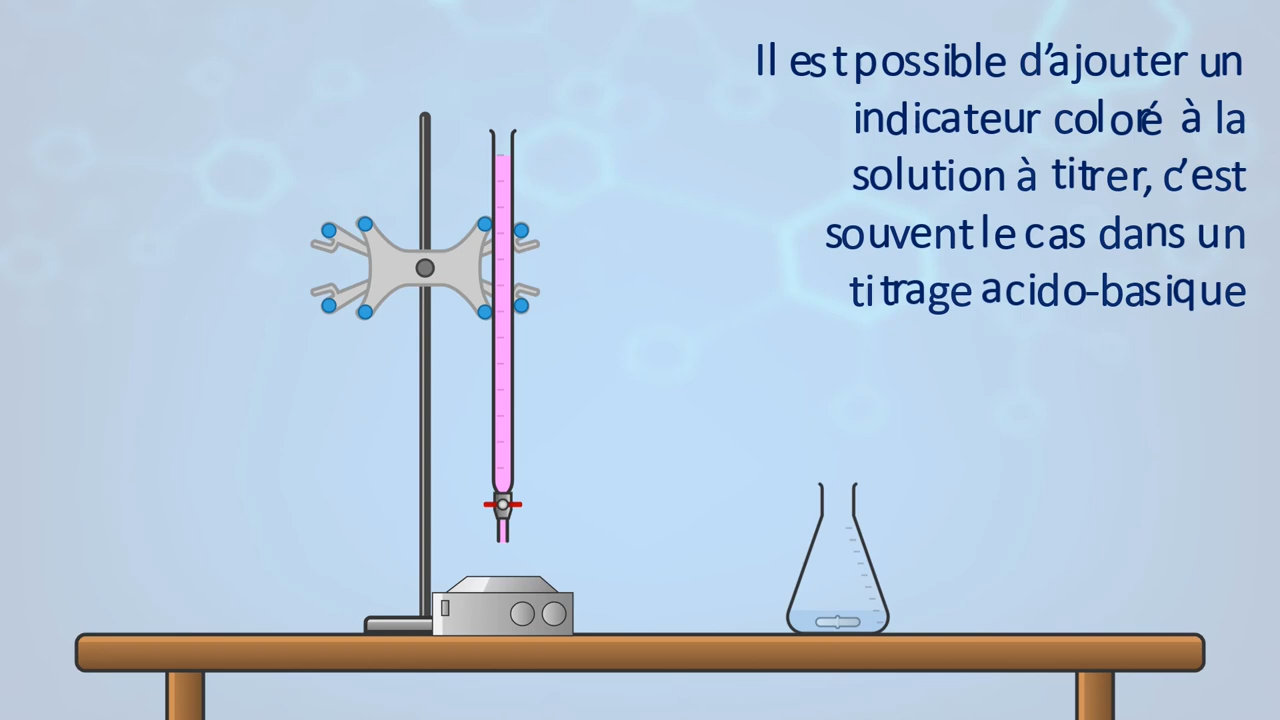 Il est possible d’ajouter un
indicateur coloré à la
solution à titrer, c’est
souvent le cas dans un
titrage acido-basique